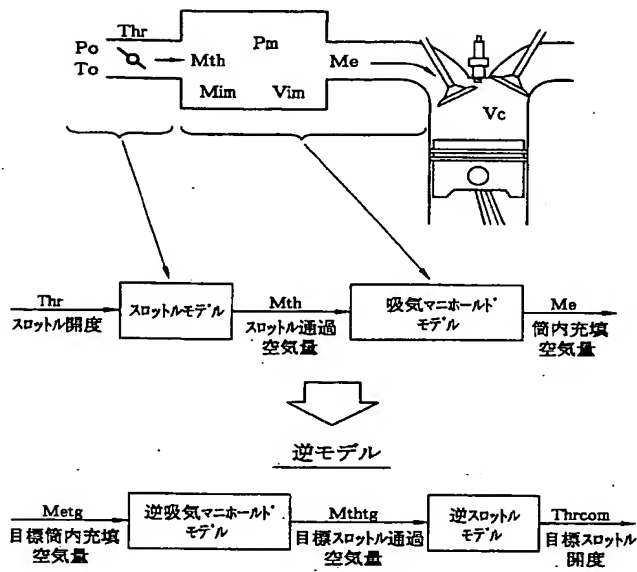 Thr
Po
To
Mth
Pm
Me
Mim
Vim
Vc
Thr
スロットル開度
スロットルモデル
Mth
スロットル通過
空気量
吸気マニホールド
モデル
Me
筒内充填
空気量
逆モデル
Metg
目標筒内充填
空気量
逆吸気マニホールド
モデル
Mthtg
目標スロットル通過
空気量
逆スロットル
モデル
Thrcom
目標スロットル
開度